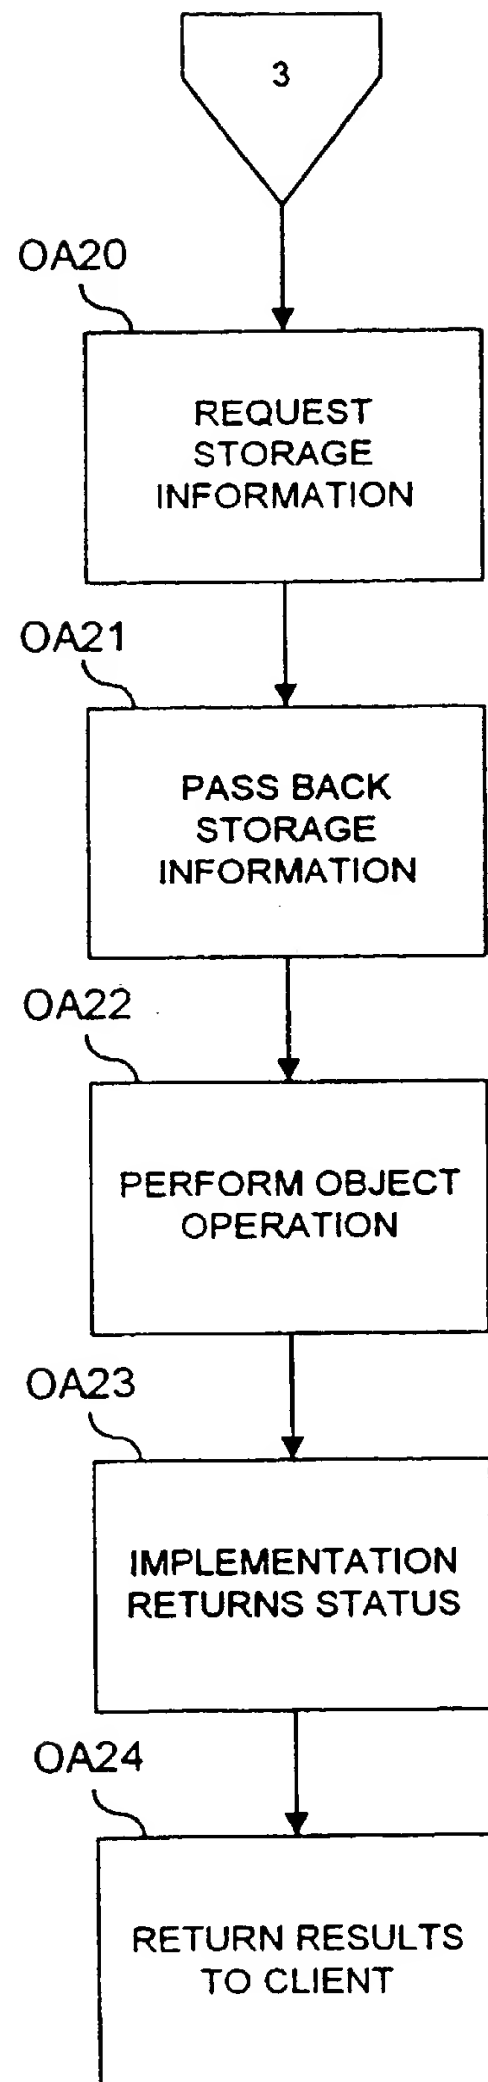 3
OA20
REQUEST
STORAGE
INFORMATION
OA21
PASS BACK
STORAGE
INFORMATION
OA22
PERFORM OBJECT
OPERATION
OA23
IMPLEMENTATION
RETURNS STATUS
OA24
RETURN RESULTS
TO CLIENT